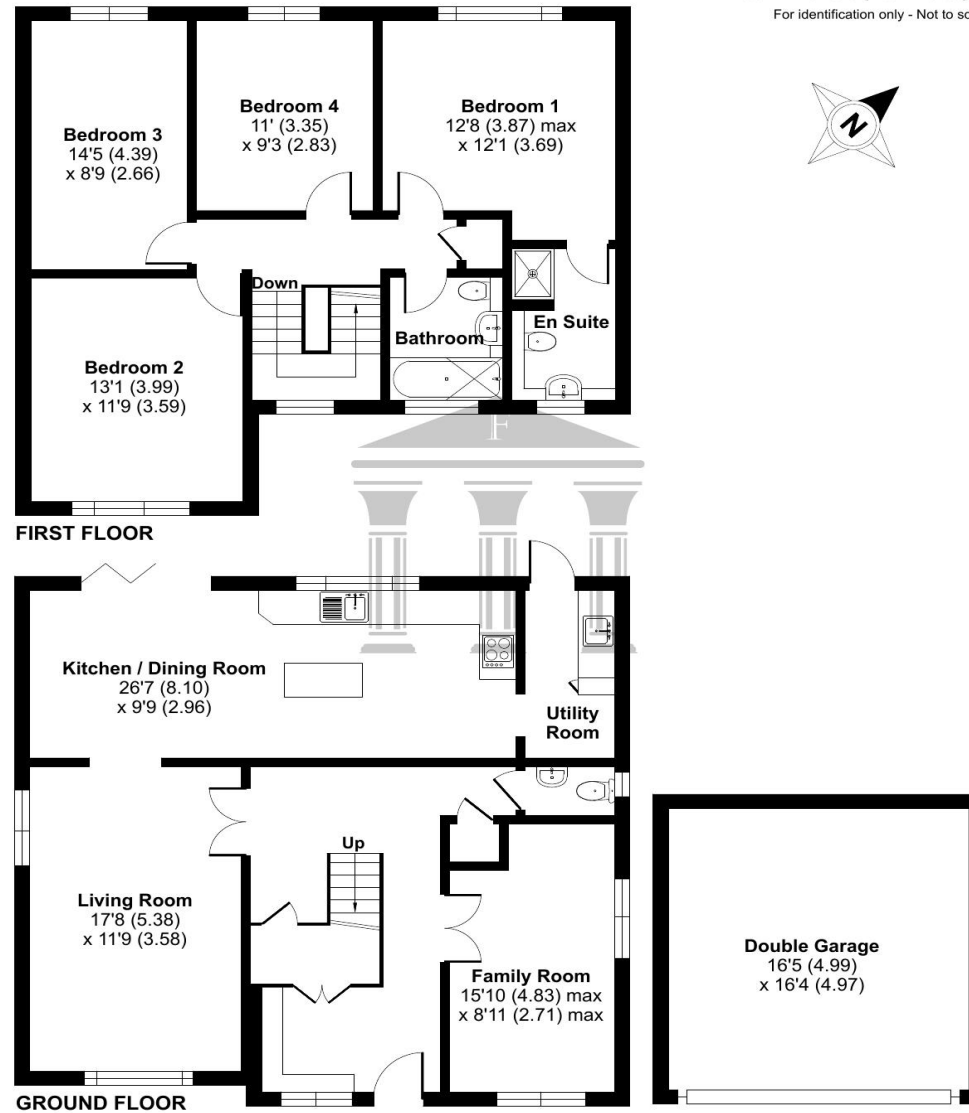 For identification only - Not to sc
N
Bedroom 3
14'5 (4.39)
x 8'9 (2.66)
Bedroom 4
11' (3.35)
x 9'3 (2.83)
Bedroom 1
12'8 (3.87) max
x 12'1 (3.69)
Down
Bathroom
En Suite
Bedroom 2
13'1 (3.99)
x 11'9 (3.59)
F
FIRST FLOOR
Kitchen / Dining Room
26'7 (8.10)
x 9'9 (2.96)
Utility
Room
Up
Living Room
17'8 (5.38)
x 11'9 (3.58)
Family Room
15'10 (4.83) max
x 8'11 (2.71) max
Double Garage
16'5 (4.99)
x 16'4 (4.97)
GROUND FLOOR